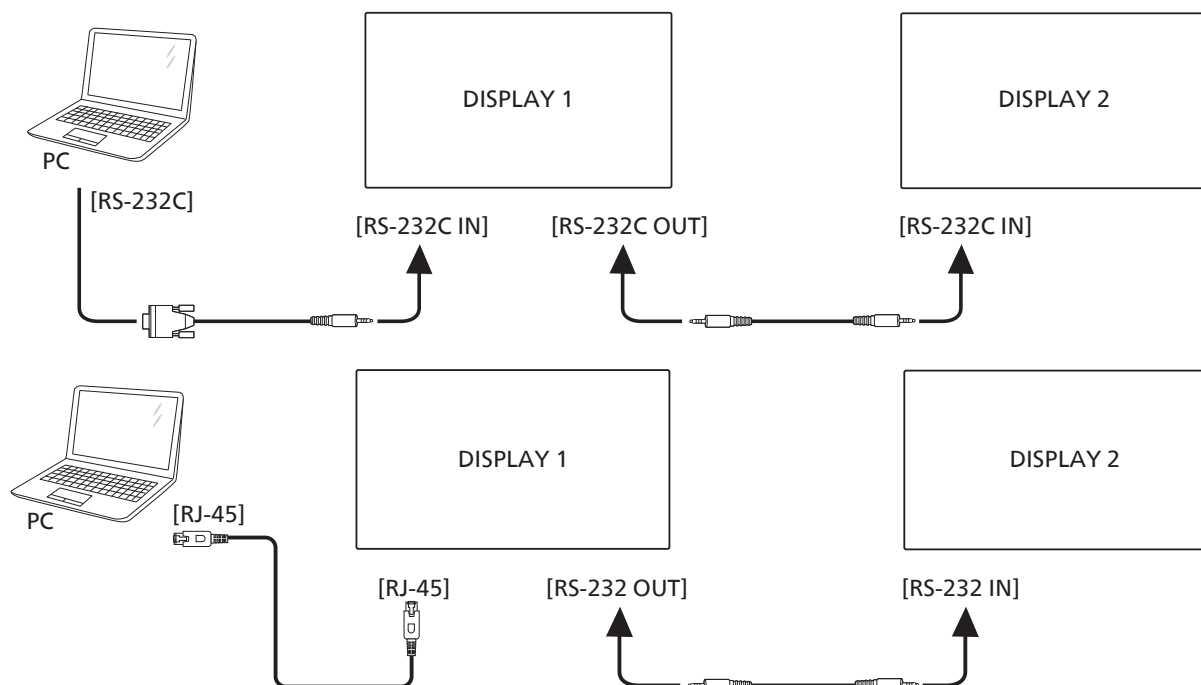 DISPLAY 1
DISPLAY 2
PC
[RS-232C]
[RS-232C IN]
[RS-232C OUT]
[RS-232C IN]
DISPLAY 1
DISPLAY 2
PC
[RJ-45]
[RJ-45]
[RS-232 OUT]
[RS-232 IN]